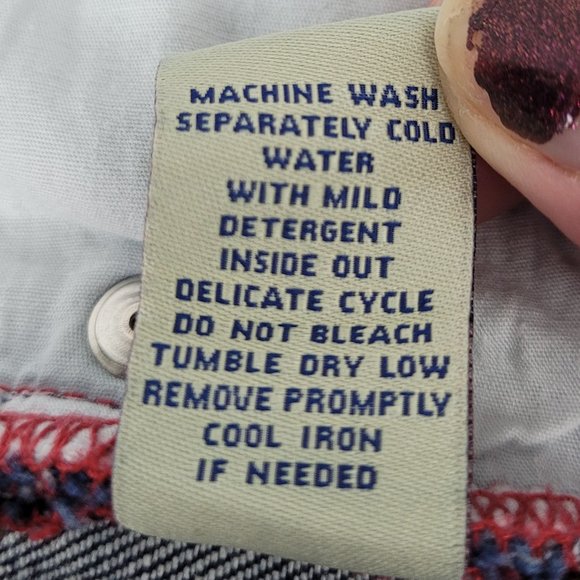 MACHINE WASH
SEPARATELY COLD
WATER
WITH MILD
DETERGENT
INSIDE OUT
DELICATE CYCLE
DO NOT BLEACH
TUMBLE DRY LOW
REMOVE PROMPTLY
COOL IRON
IF NEEDED